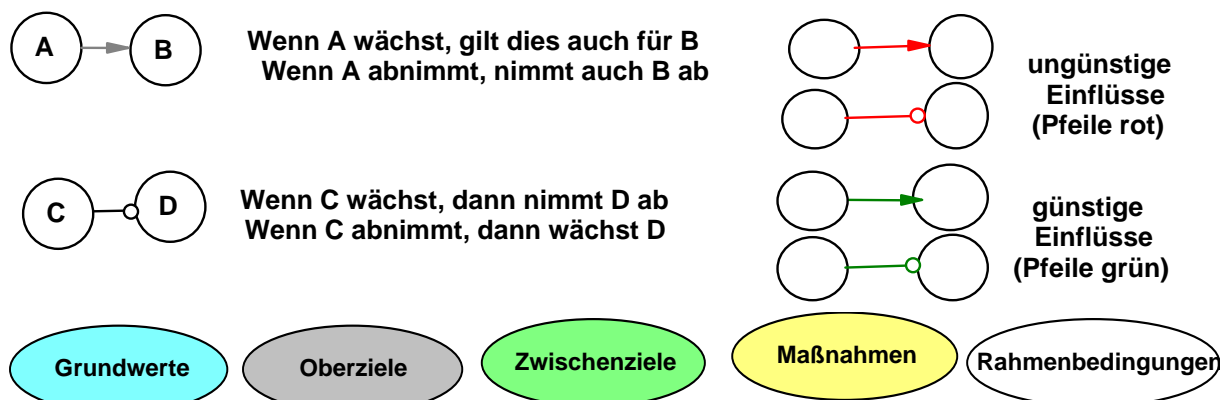 A
B
Wenn A wächst, gilt dies auch für B
Wenn A abnimmt, nimmt auch B ab
ungünstige
Einflüsse
(Pfeile rot)
C
D
Wenn C wächst, dann nimmt D ab
Wenn C abnimmt, dann wächst D
günstige
Einflüsse
(Pfeile grün)
Grundwerte
Oberziele
Zwischenziele
Maßnahmen
Rahmenbedingungen